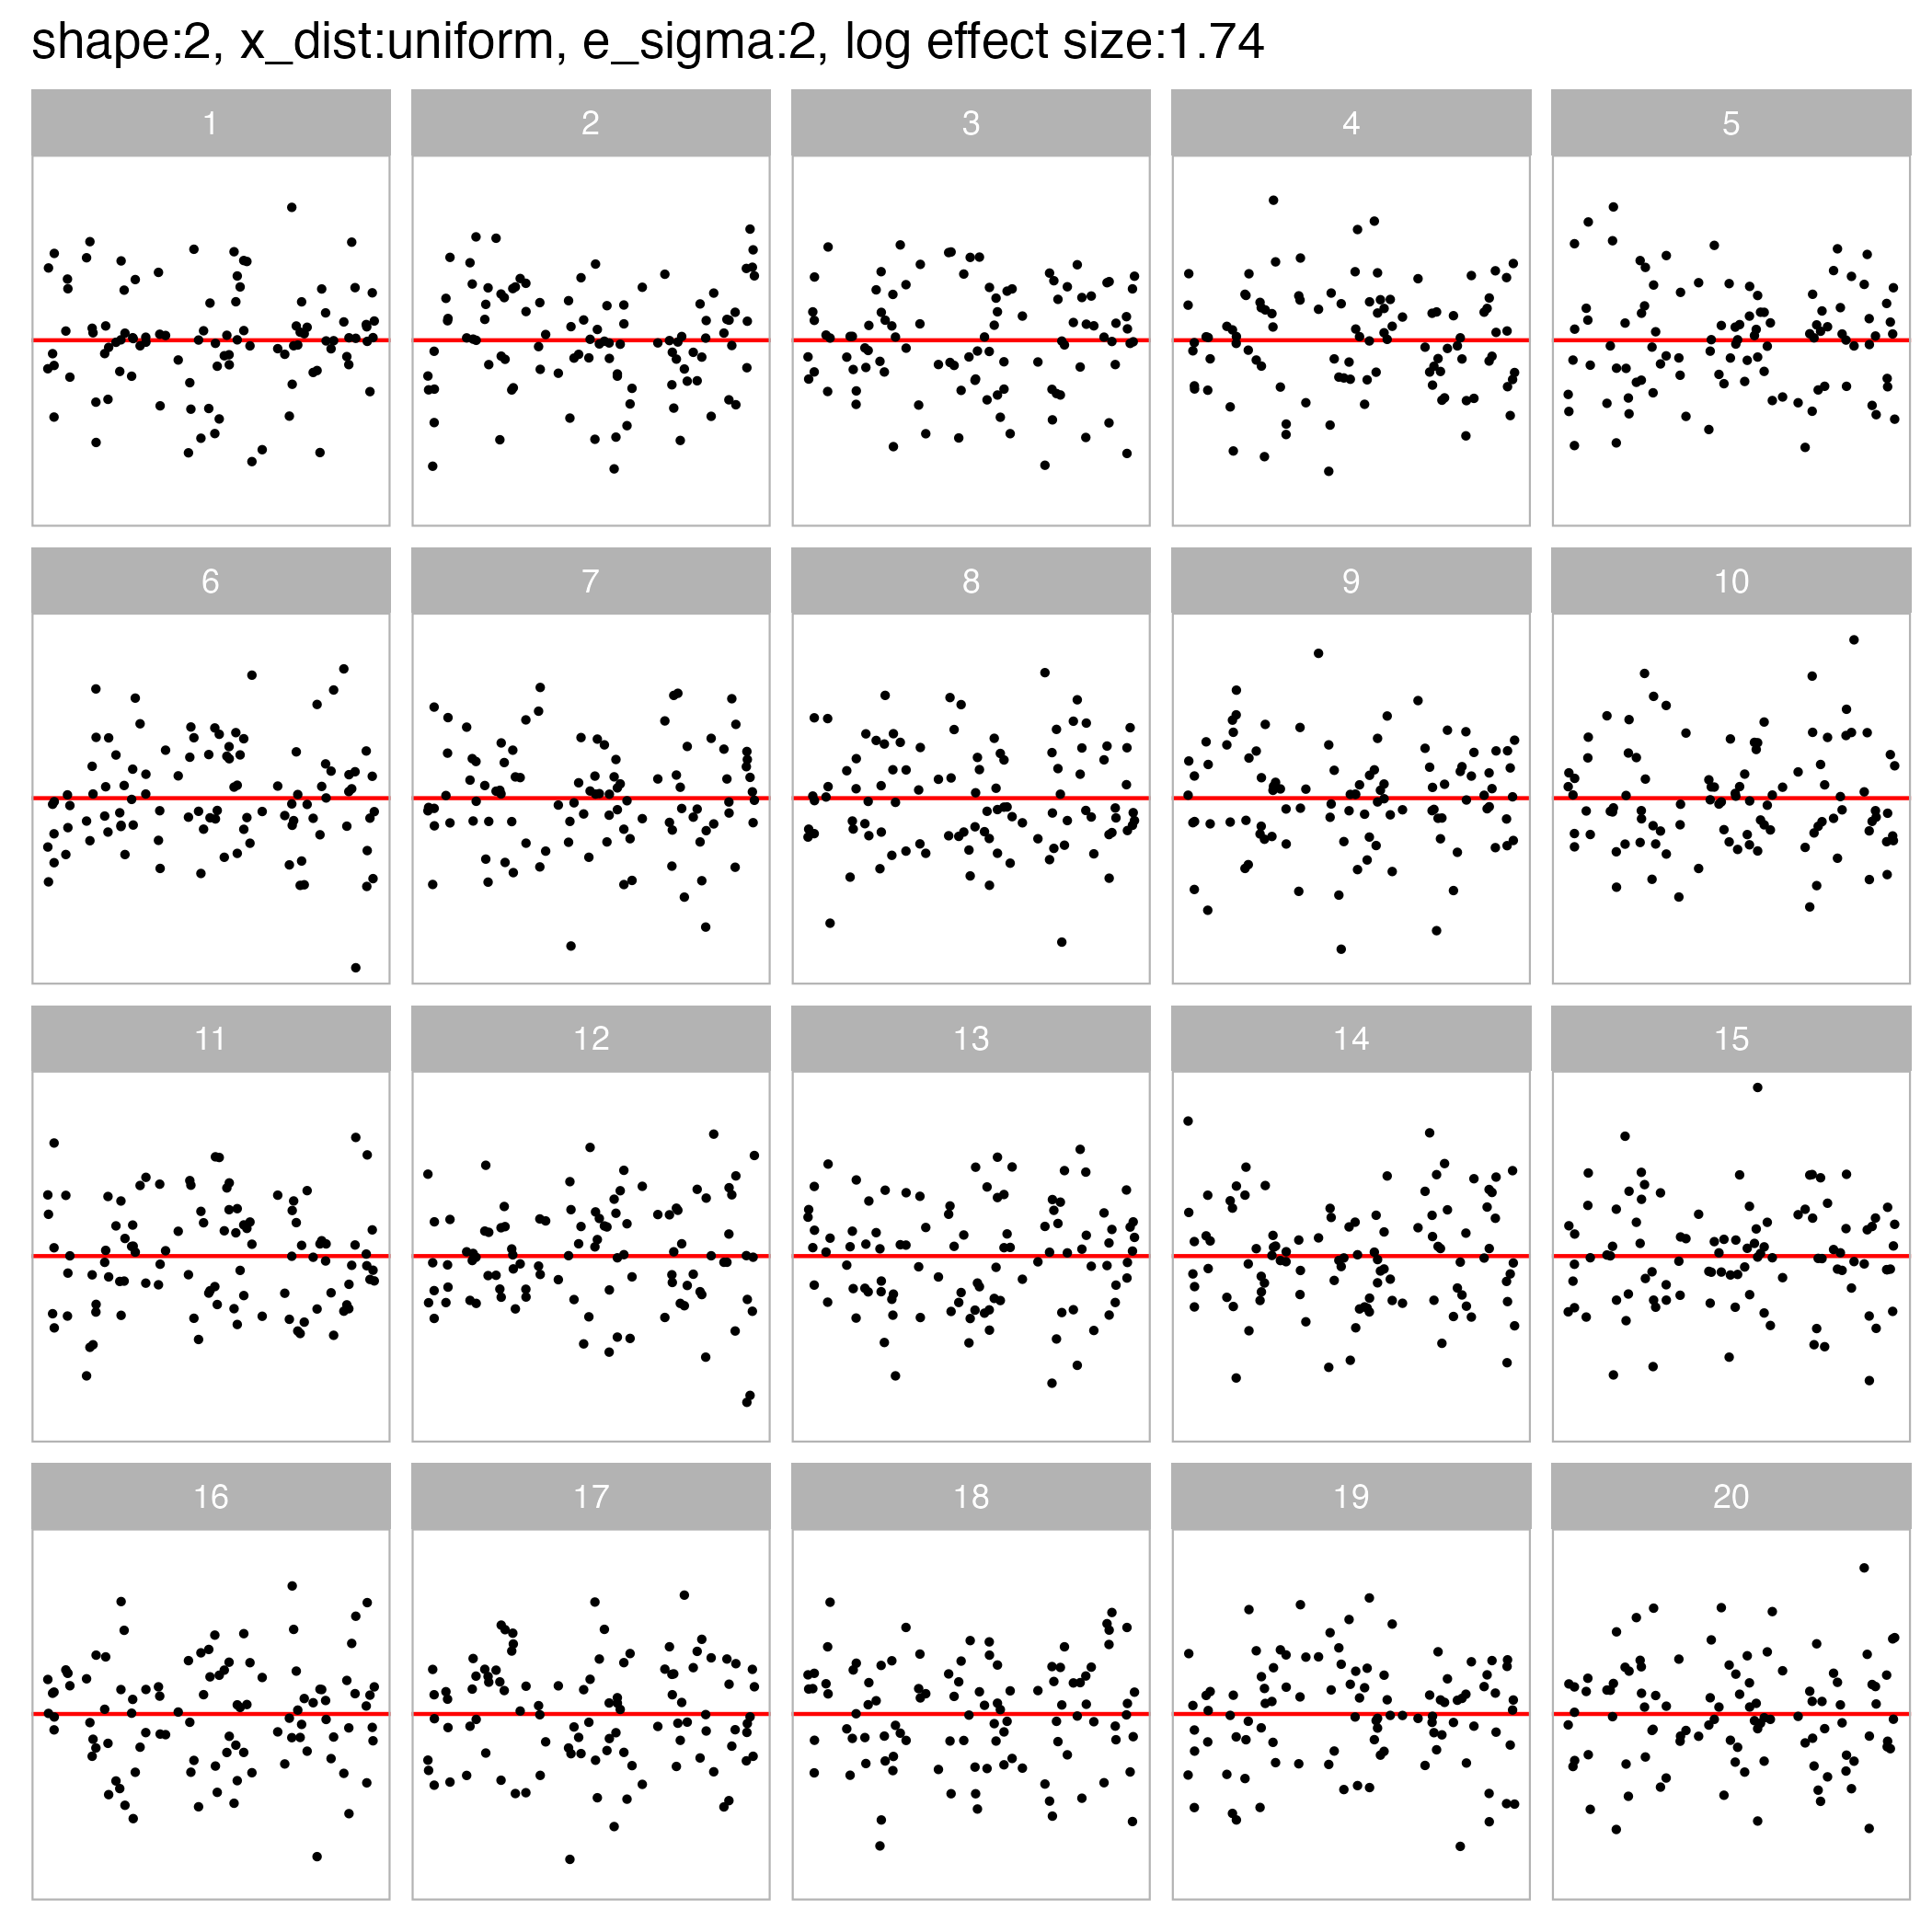 shape:2, x_dist:uniform, e_sigma:2, log effect size:1.74
1 2 3 4 5
6 7 8 9 10
11 12 13 14 15
16 17 18 19 20